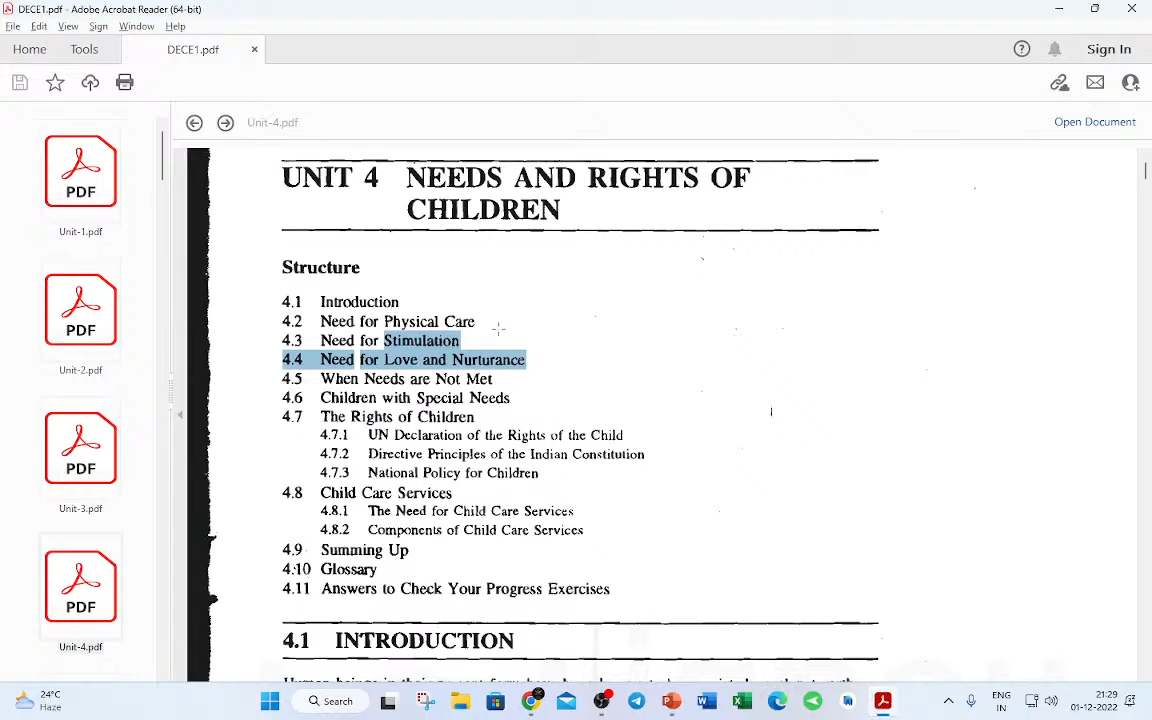 DECE1.pdf - Adobe Acrobat Reader (64-bit)
File Edit View Sign Window Help
Home Tools DECE1.pdf Sign In
Unit-4.pdf Open Document
PDF
Unit-1.pdf
PDF
Unit-2.pdf
PDF
Unit-3.pdf
PDF
Unit-4.pdf
UNIT 4 NEEDS AND RIGHTS OF
CHILDREN
Structure
4.1 Introduction
4.2 Need for Physical Care
4.3 Need for Stimulation
4.4 Need for Love and Nurturance
4.5 When Needs are Not Met
4.6 Children with Special Needs
4.7 The Rights of Children
4.7.1 UN Declaration of the Rights of the Child
4.7.2 Directive Principles of the Indian Constitution
4.7.3 National Policy for Children
4.8 Child Care Services
4.8.1 The Need for Child Care Services
4.8.2 Components of Child Care Services
4.9 Summing Up
4.10 Glossary
4.11 Answers to Check Your Progress Exercises
4.1 INTRODUCTION
24°C
Haze
Search
ENG
IN
21:29
01-12-2022